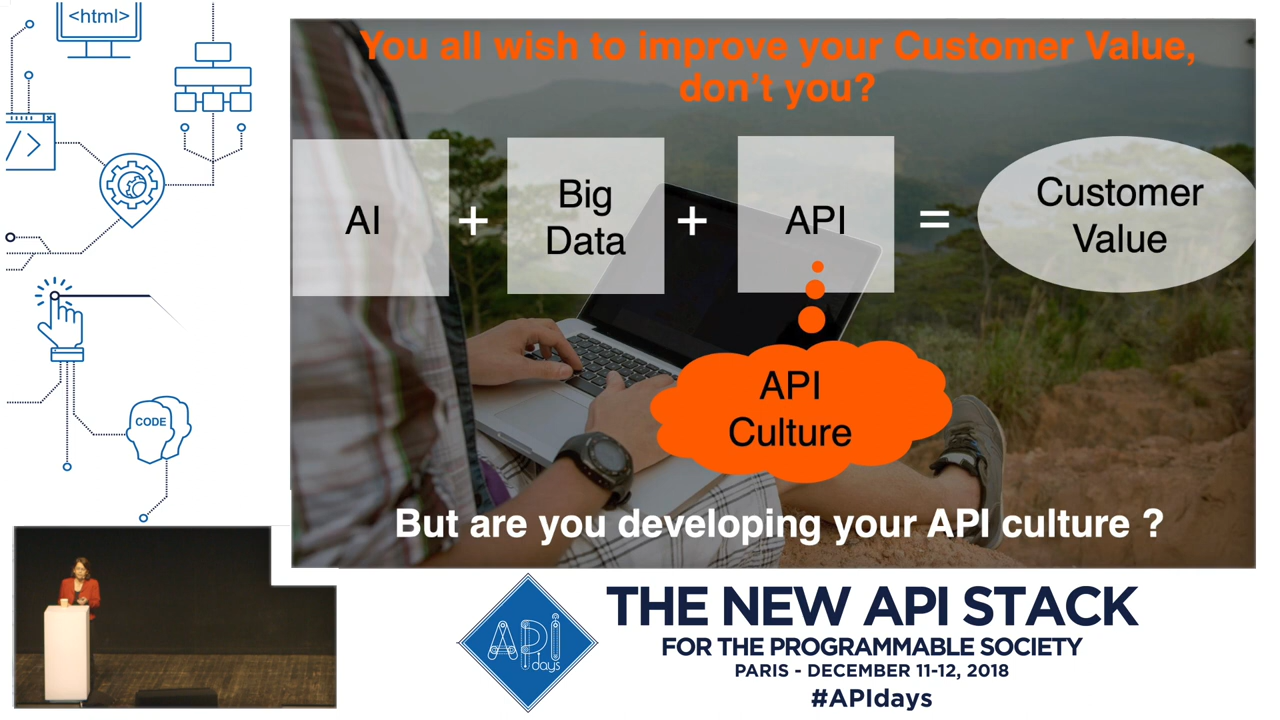 <html>
</>
CODE
You all wish to improve your Customer Value,
don't you?
AI
+
Big
Data
+
API
=
Customer
Value
API
Culture
But are you developing your API culture ?
API
days
THE NEW API STACK
FOR THE PROGRAMMABLE SOCIETY
PARIS - DECEMBER 11-12, 2018
#APIdays